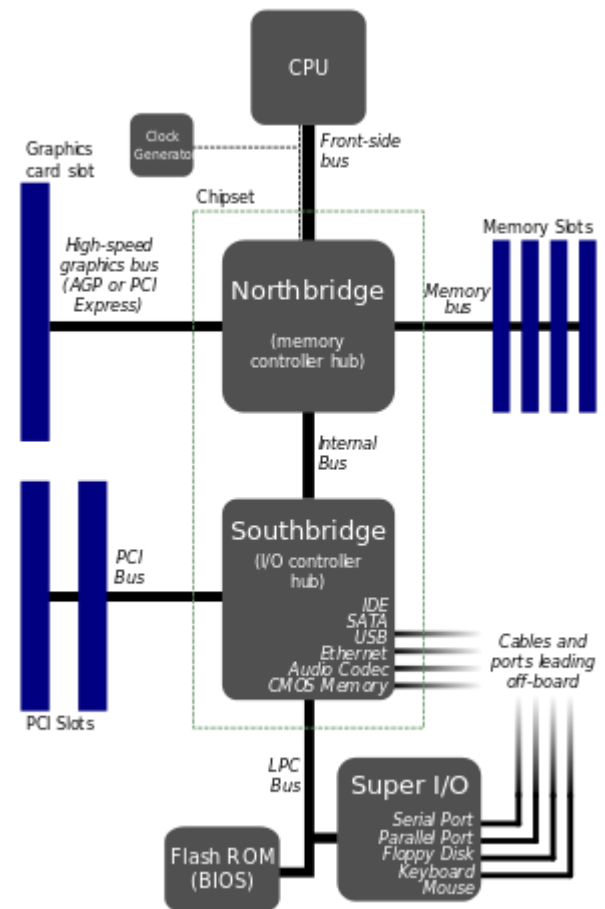 CPU
Clock
Generator
Front-side
bus
Graphics
card slot
Chipset
High-speed
graphics bus
(AGP or PCI
Express)
Northbridge
(memory
controller hub)
Memory Slots
Memory
bus
Internal
Bus
Southbridge
(I/O controller
hub)
PCI
Bus
IDE
SATA
USB
Ethernet
Audio Codec
CMOS Memory
Cables and
ports leading
off-board
PCI Slots
LPC
Bus
Super I/O
Serial Port
Parallel Port
Floppy Disk
Keyboard
Mouse
Flash ROM
(BIOS)